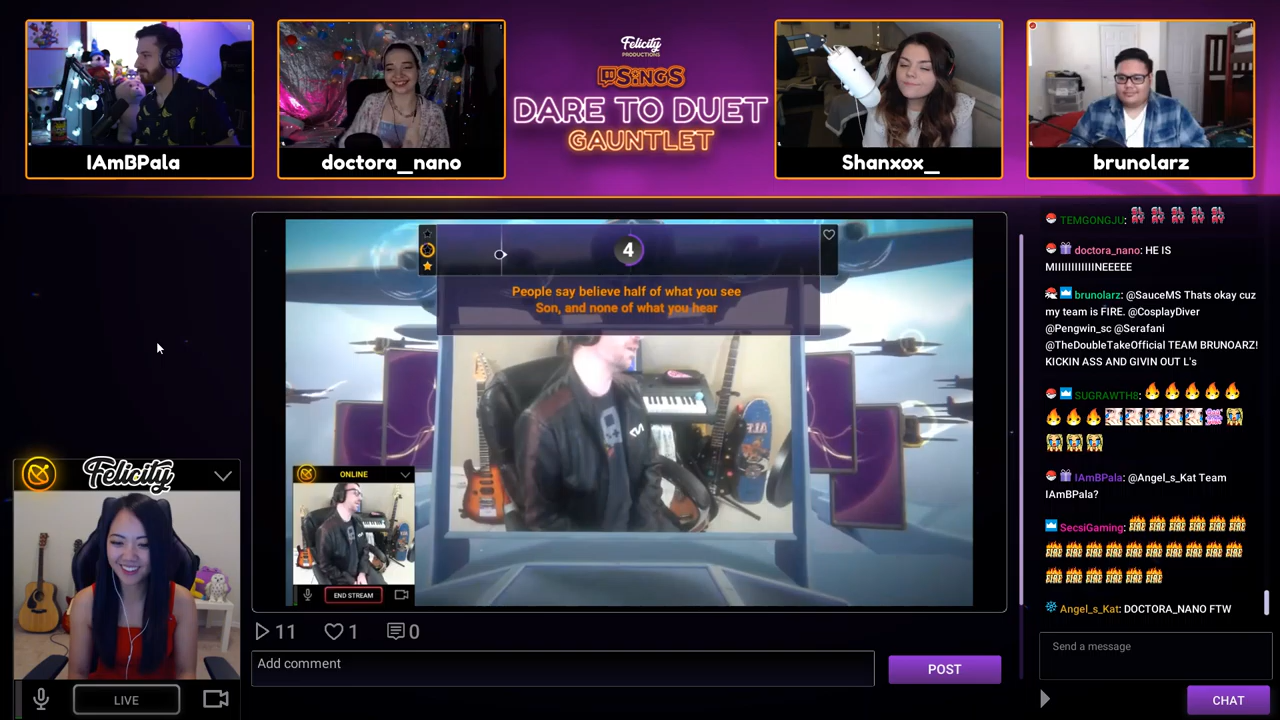 Felicity
PRODUCTIONS
SINGS
DARE TO DUET
GAUNTLET
IAmBPala
doctora_nano
Shanxox_
brunolarz
4
People say believe half of what you see
Son, and none of what you hear
ONLINE
END STREAM
11
1
0
Add comment
POST
Felicity
LIVE
TEMGONGJU:
doctora_nano: HE IS
MIIIIIIIIIIINEEEEE
brunolarz: @SauceMS Thats okay cuz
my team is FIRE. @CosplayDiver
@Pengwin_sc @Serafani
@TheDoubleTakeOfficial TEAM BRUNOARZ!
KICKIN ASS AND GIVIN OUT L's
SUGRAWTHB:
IAmBPala: @Angel_s_Kat Team
IAmBPala?
SecsiGaming:
Angel_s_Kat: DOCTORA_NANO FTW
Send a message
CHAT